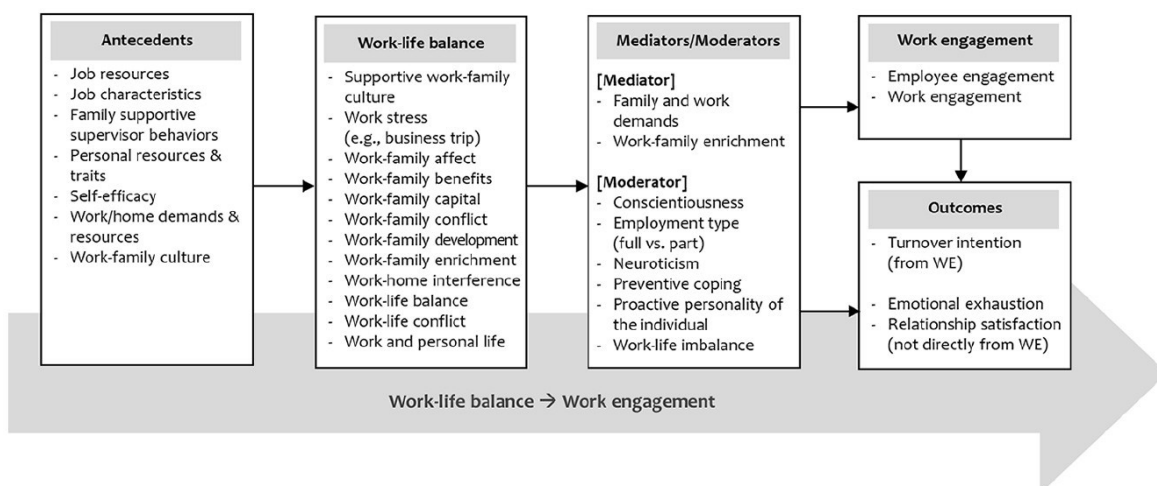 Antecedents
- Job resources
- Job characteristics
- Family supportive
supervisor behaviors
- Personal resources &
traits
- Self-efficacy
- Work/home demands &
resources
- Work-family culture
Work-life balance
- Supportive work-family
culture
- Work stress
(e.g., business trip)
- Work-family affect
- Work-family benefits
- Work-family capital
- Work-family conflict
- Work-family development
- Work-family enrichment
- Work-home interference
- Work-life balance
- Work-life conflict
- Work and personal life
Mediators/Moderators
[Mediator]
- Family and work
demands
- Work-family enrichment
[Moderator]
- Conscientiousness
- Employment type
(full vs. part)
- Neuroticism
- Preventive coping
- Proactive personality of
the individual
- Work-life imbalance
Work engagement
- Employee engagement
- Work engagement
Outcomes
- Turnover intention
(from WE)
- Emotional exhaustion
- Relationship satisfaction
(not directly from WE)
Work-life balance → Work engagement